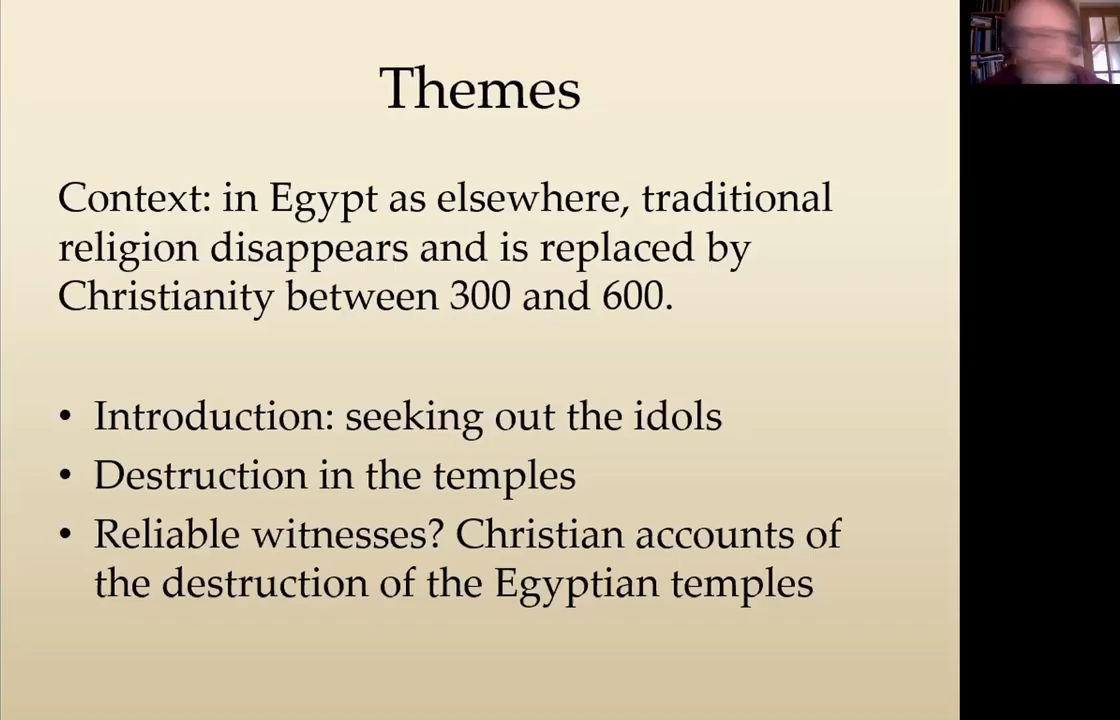 Themes
Context: in Egypt as elsewhere, traditional
religion disappears and is replaced by
Christianity between 300 and 600.
• Introduction: seeking out the idols
• Destruction in the temples
• Reliable witnesses? Christian accounts of
the destruction of the Egyptian temples